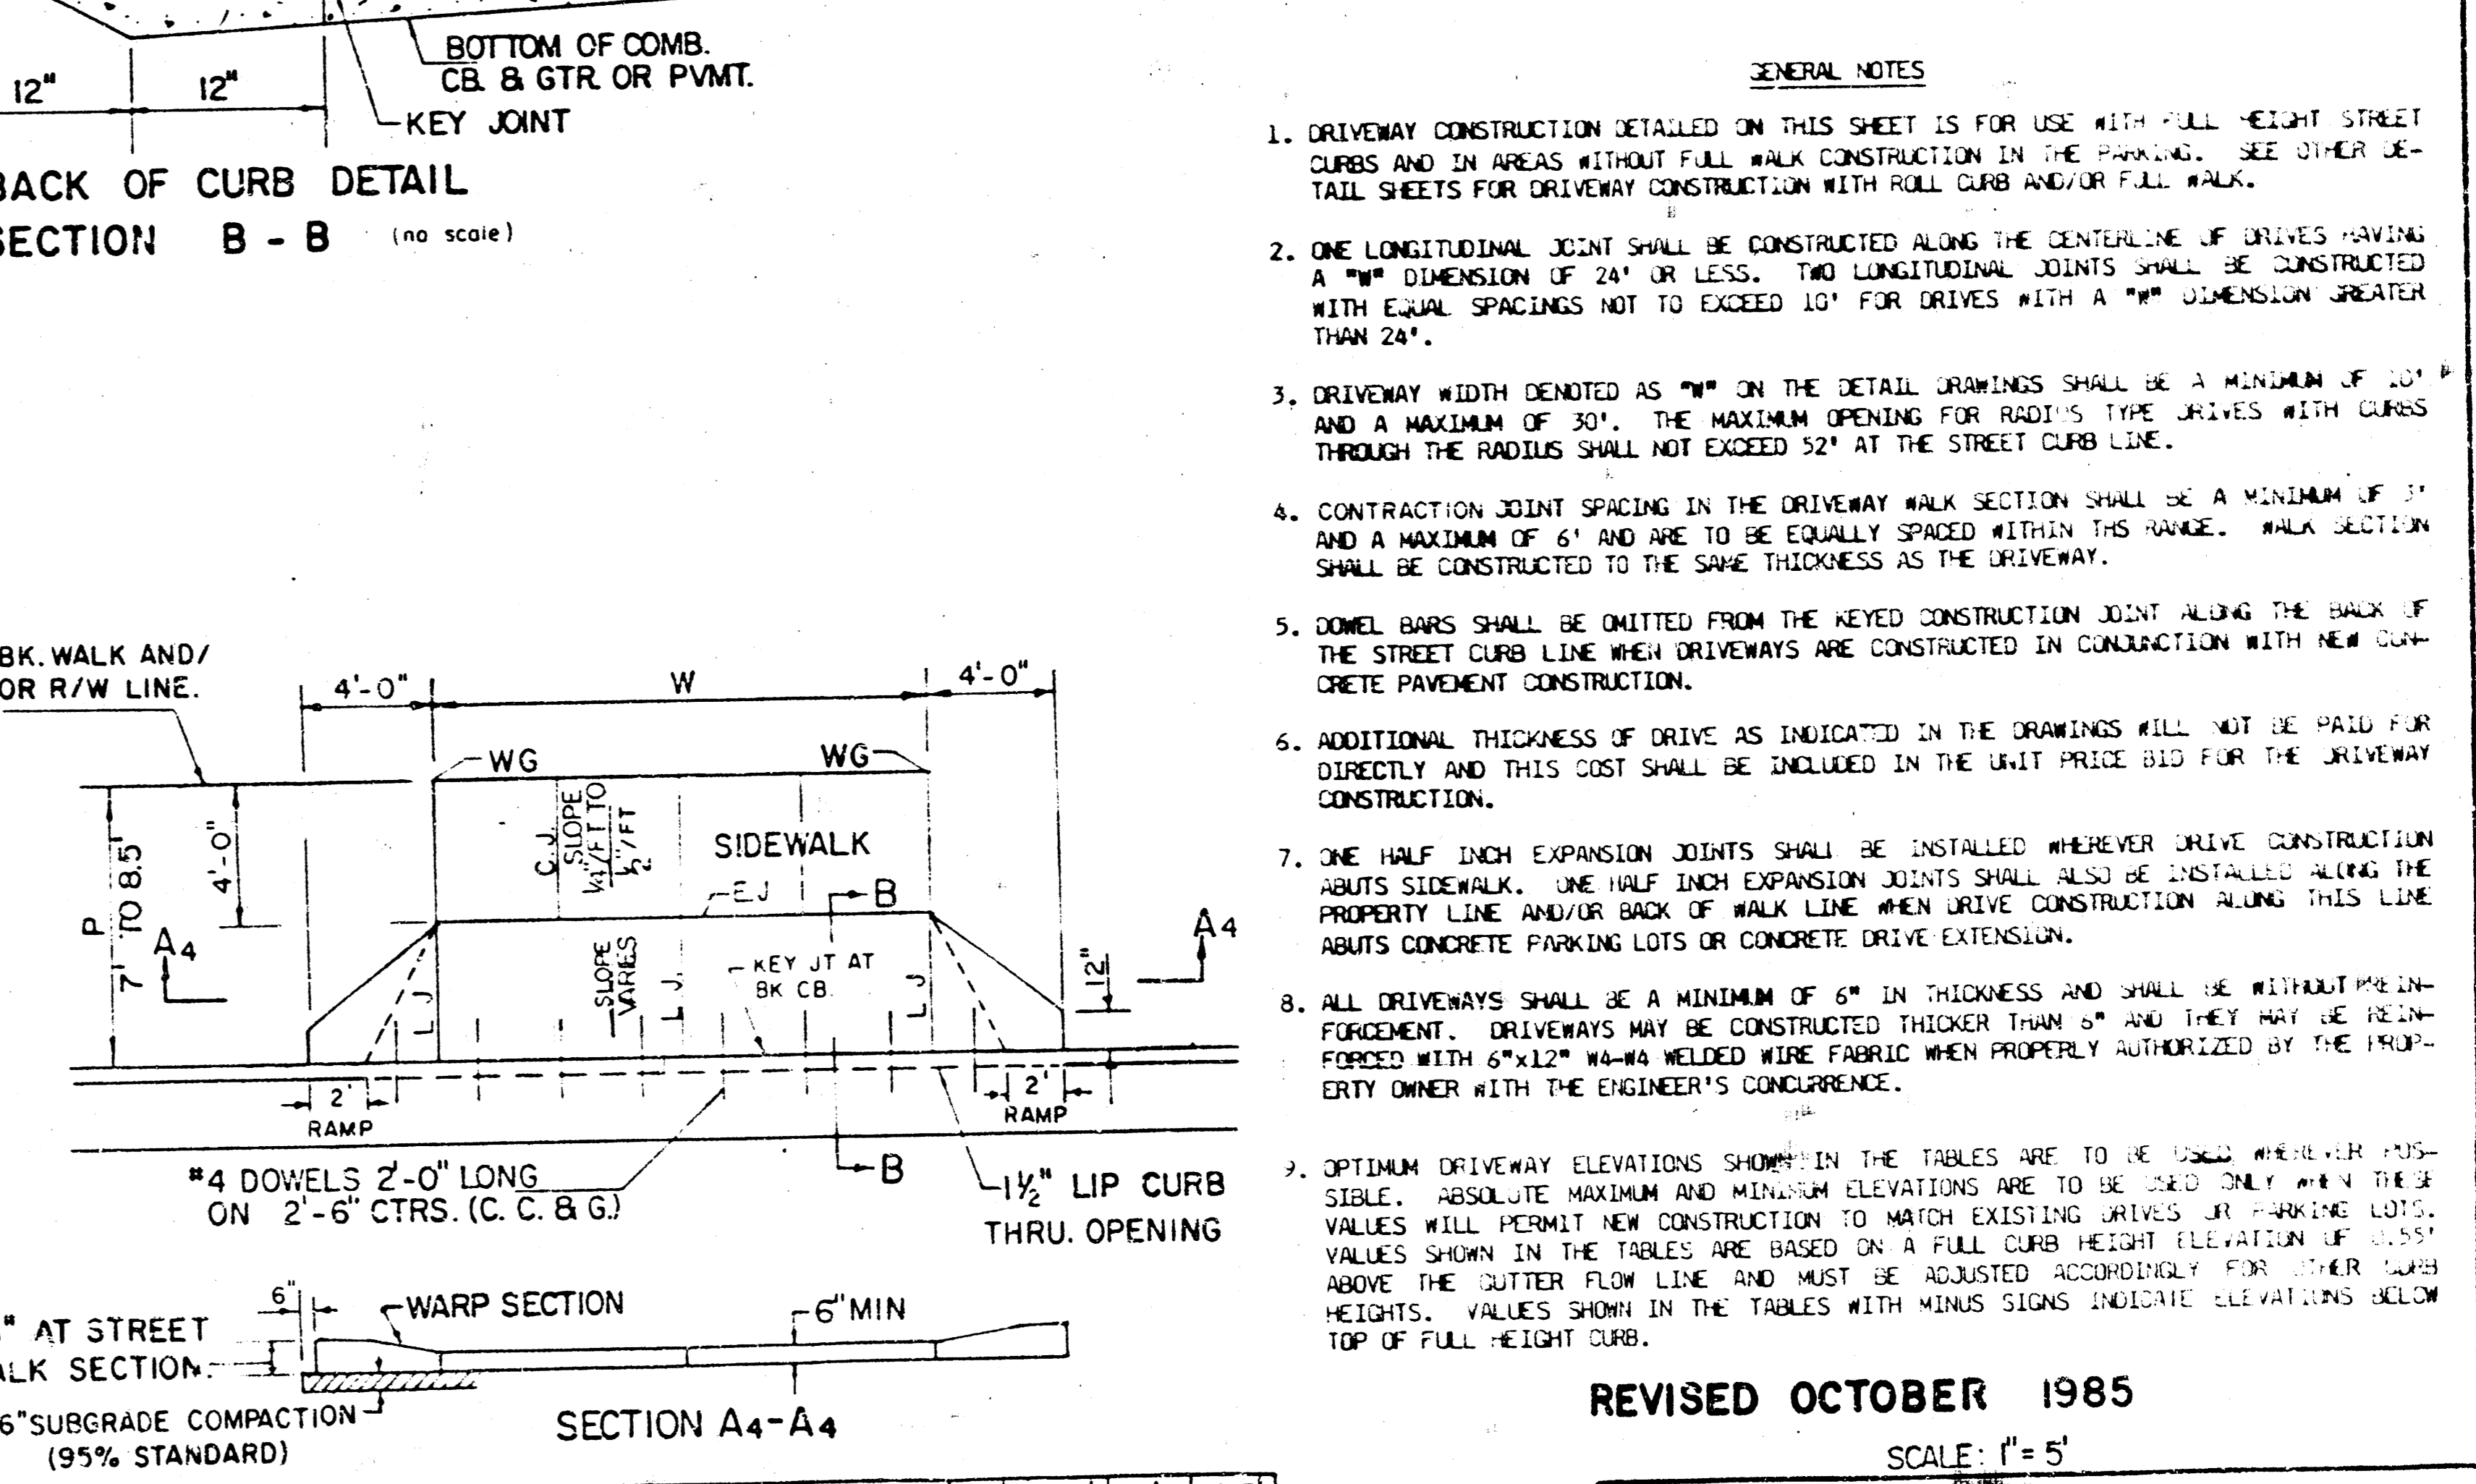 BOTTOM OF COMB.
CB. & GTR. OR PVMT.
12"
12"
KEY JOINT
BACK OF CURB DETAIL
SECTION B - B (no scale)
BK. WALK AND/
OR R/W LINE.
4'-0"
W
4'-0"
WG
WG
P
7' TO 8.5'
4'-0"
C.J.
SLOPE
1/4"/FT TO
1/2"/FT
SIDEWALK
EJ
B
A4
A4
L J
SLOPE
VARIES
L J.
KEY JT AT
BK CB.
L J
12"
2'
RAMP
2'
RAMP
#4 DOWELS 2'-0" LONG
ON 2'-6" CTRS. (C. C. & G.)
B
1½" LIP CURB
THRU. OPENING
6"
WARP SECTION
6" MIN
" AT STREET
ALK SECTION.
6" SUBGRADE COMPACTION
(95% STANDARD)
SECTION A4-A4
GENERAL NOTES
1. DRIVEWAY CONSTRUCTION DETAILED ON THIS SHEET IS FOR USE WITH FULL HEIGHT STREET
CURBS AND IN AREAS WITHOUT FULL WALK CONSTRUCTION IN THE PARKING. SEE OTHER DE-
TAIL SHEETS FOR DRIVEWAY CONSTRUCTION WITH ROLL CURB AND/OR FULL WALK.
2. ONE LONGITUDINAL JOINT SHALL BE CONSTRUCTED ALONG THE CENTERLINE OF DRIVES HAVING
A "W" DIMENSION OF 24' OR LESS. TWO LONGITUDINAL JOINTS SHALL BE CONSTRUCTED
WITH EQUAL SPACINGS NOT TO EXCEED 10' FOR DRIVES WITH A "W" DIMENSION GREATER
THAN 24'.
3. DRIVEWAY WIDTH DENOTED AS "W" ON THE DETAIL DRAWINGS SHALL BE A MINIMUM OF 10'
AND A MAXIMUM OF 30'. THE MAXIMUM OPENING FOR RADIUS TYPE DRIVES WITH CURBS
THROUGH THE RADIUS SHALL NOT EXCEED 52' AT THE STREET CURB LINE.
4. CONTRACTION JOINT SPACING IN THE DRIVEWAY WALK SECTION SHALL BE A MINIMUM OF 3'
AND A MAXIMUM OF 6' AND ARE TO BE EQUALLY SPACED WITHIN THS RANGE. WALK SECTION
SHALL BE CONSTRUCTED TO THE SAME THICKNESS AS THE DRIVEWAY.
5. DOWEL BARS SHALL BE OMITTED FROM THE KEYED CONSTRUCTION JOINT ALONG THE BACK OF
THE STREET CURB LINE WHEN DRIVEWAYS ARE CONSTRUCTED IN CONJUNCTION WITH NEW CON-
CRETE PAVEMENT CONSTRUCTION.
6. ADDITIONAL THICKNESS OF DRIVE AS INDICATED IN THE DRAWINGS WILL NOT BE PAID FOR
DIRECTLY AND THIS COST SHALL BE INCLUDED IN THE UNIT PRICE BID FOR THE DRIVEWAY
CONSTRUCTION.
7. ONE HALF INCH EXPANSION JOINTS SHALL BE INSTALLED WHEREVER DRIVE CONSTRUCTION
ABUTS SIDEWALK. ONE HALF INCH EXPANSION JOINTS SHALL ALSO BE INSTALLED ALONG THE
PROPERTY LINE AND/OR BACK OF WALK LINE WHEN DRIVE CONSTRUCTION ALONG THIS LINE
ABUTS CONCRETE PARKING LOTS OR CONCRETE DRIVE EXTENSION.
8. ALL DRIVEWAYS SHALL BE A MINIMUM OF 6" IN THICKNESS AND SHALL BE WITHOUT REIN-
FORCEMENT. DRIVEWAYS MAY BE CONSTRUCTED THICKER THAN 6" AND THEY MAY BE REIN-
FORCED WITH 6"x12" W4-W4 WELDED WIRE FABRIC WHEN PROPERLY AUTHORIZED BY THE PROP-
ERTY OWNER WITH THE ENGINEER'S CONCURRENCE.
9. OPTIMUM DRIVEWAY ELEVATIONS SHOWN IN THE TABLES ARE TO BE USED WHEREVER POS-
SIBLE. ABSOLUTE MAXIMUM AND MINIMUM ELEVATIONS ARE TO BE USED ONLY WHEN THESE
VALUES WILL PERMIT NEW CONSTRUCTION TO MATCH EXISTING DRIVES OR PARKING LOTS.
VALUES SHOWN IN THE TABLES ARE BASED ON A FULL CURB HEIGHT ELEVATION OF 0.55'
ABOVE THE GUTTER FLOW LINE AND MUST BE ADJUSTED ACCORDINGLY FOR OTHER CURB
HEIGHTS. VALUES SHOWN IN THE TABLES WITH MINUS SIGNS INDICATE ELEVATIONS BELOW
TOP OF FULL HEIGHT CURB.
REVISED OCTOBER 1985
SCALE: 1" = 5'